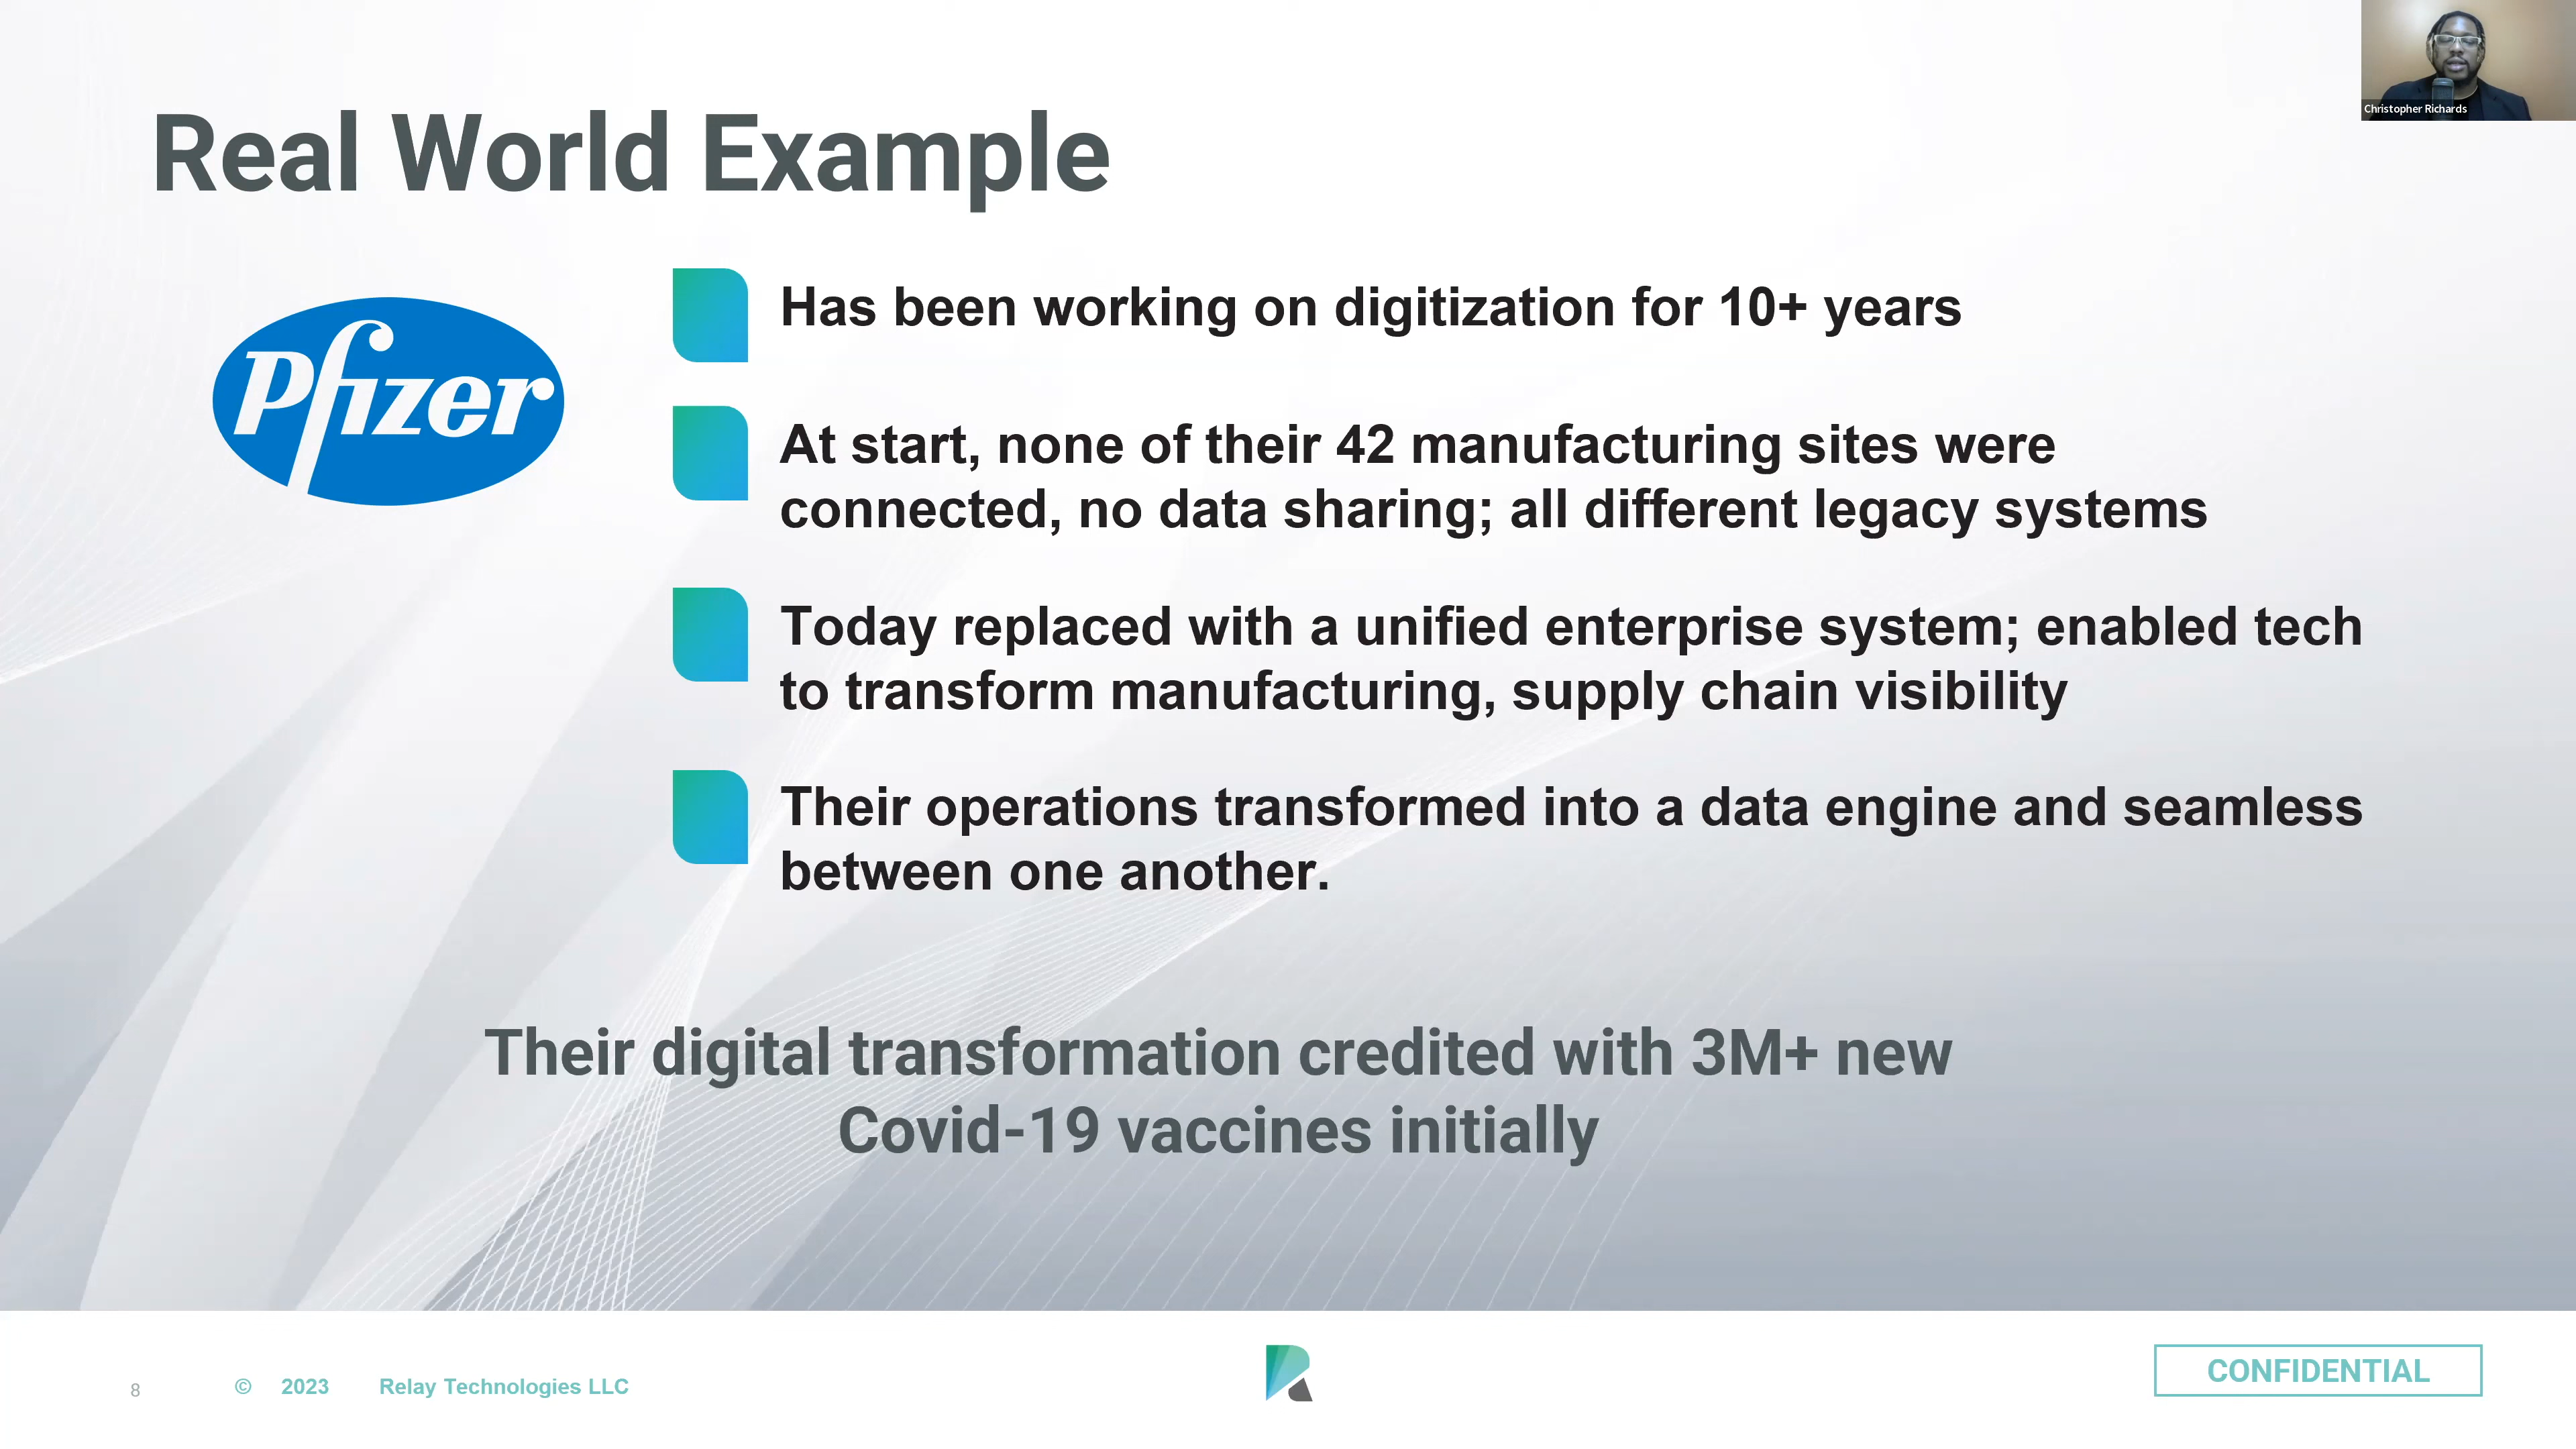 Christopher Richards
Real World Example
Pfizer
Has been working on digitization for 10+ years
At start, none of their 42 manufacturing sites were
connected, no data sharing; all different legacy systems
Today replaced with a unified enterprise system; enabled tech
to transform manufacturing, supply chain visibility
Their operations transformed into a data engine and seamless
between one another.
Their digital transformation credited with 3M+ new
Covid-19 vaccines initially
8 © 2023 Relay Technologies LLC
CONFIDENTIAL